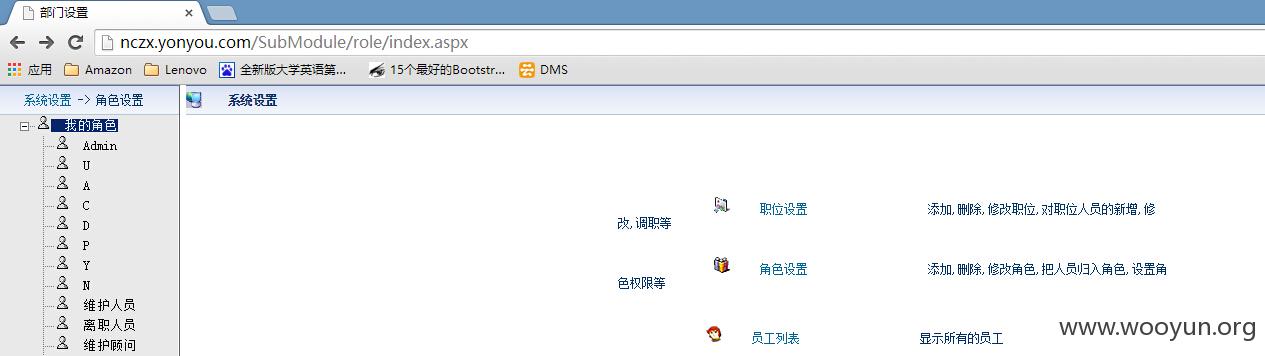 部门设置
nczx.yonyou.com/SubModule/role/index.aspx
应用 Amazon Lenovo 全新版大学英语第... 15个最好的Bootstr... DMS
系统设置 -> 角色设置
系统设置
我的角色
Admin
U
A
C
D
P
Y
N
维护人员
离职人员
维护顾问
职位设置 添加,删除,修改职位,对职位人员的新增,修
改,调职等
角色设置 添加,删除,修改角色,把人员归入角色,设置角
色权限等
员工列表 显示所有的员工
www.wooyun.org